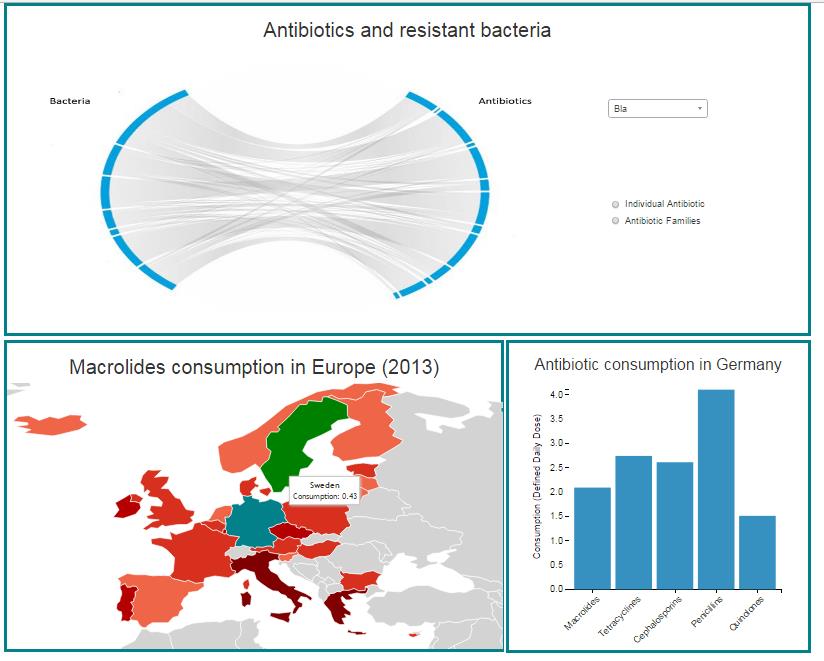 Antibiotics and resistant bacteria
Bacteria
Antibiotics
Bla
Individual Antibiotic
Antibiotic Families
Macrolides consumption in Europe (2013)
Sweden
Consumption: 0.43
Antibiotic consumption in Germany
Consumption (Defined Daily Dose)
4.0
3.5
3.0
2.5
2.0
1.5
1.0
0.5
0.0
Macrolides
Tetracyclines
Cephalosporins
Penicillins
Quinolones